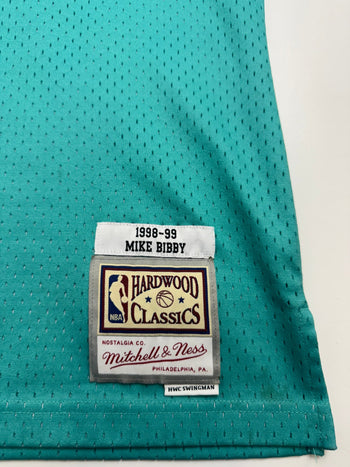 1998-99
MIKE BIBBY
HARDWOOD
CLASSICS
NBA
NOSTALGIA CO.
Mitchell & Ness
PHILADELPHIA, PA.
HWC SWINGMAN